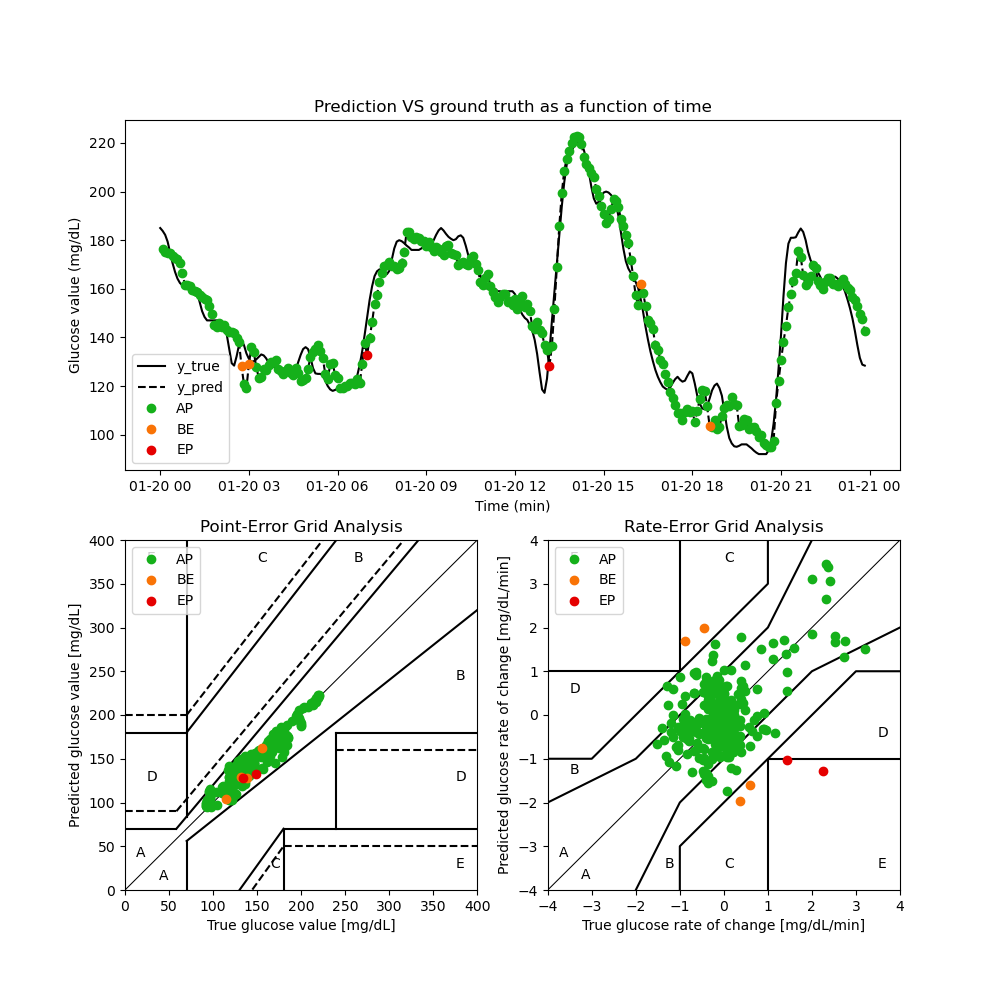 Prediction VS ground truth as a function of time
Glucose value (mg/dL)
220
200
180
160
140
120
100
y_true
y_pred
AP
BE
EP
01-20 00 01-20 03 01-20 06 01-20 09 01-20 12 01-20 15 01-20 18 01-20 21 01-21 00
Time (min)
Point-Error Grid Analysis
Predicted glucose value [mg/dL]
400
350
300
250
200
150
100
50
0
AP
BE
EP
C
B
B
D
D
A
A
C
E
0 50 100 150 200 250 300 350 400
True glucose value [mg/dL]
Rate-Error Grid Analysis
Predicted glucose rate of change [mg/dL/min]
4
3
2
1
0
−1
−2
−3
−4
AP
BE
EP
C
D
D
B
A
A
B
C
E
−4 −3 −2 −1 0 1 2 3 4
True glucose rate of change [mg/dL/min]